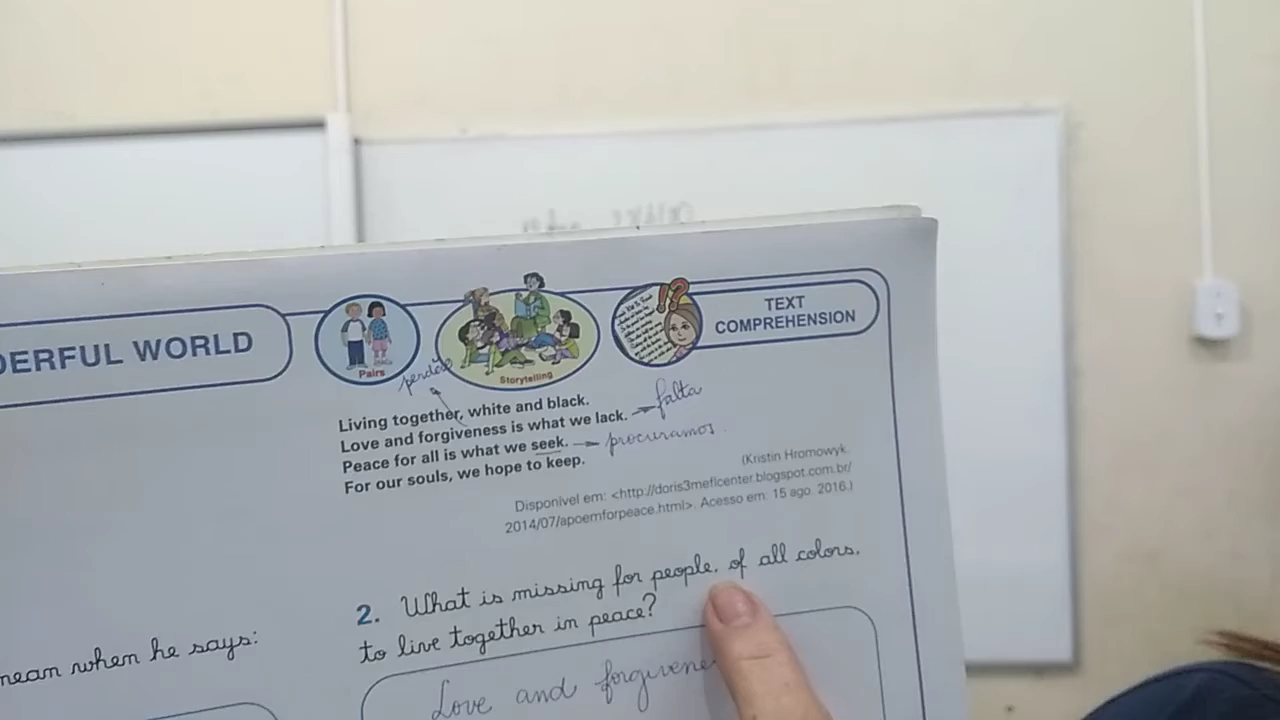 DERFUL WORLD
Pairs
Storytelling
TEXT
COMPREHENSION
perdão
Living together, white and black.
Love and forgiveness is what we lack. falta
Peace for all is what we seek. procuramos.
For our souls, we hope to keep.
(Kristin Hromowyk.
Disponível em: <http://doris3meflcenter.blogspot.com.br/
2014/07/apoemforpeace.html>. Acesso em: 15 ago. 2016.)
mean when he says:
2. What is missing for people, of all colors,
to live together in peace?
Love and forgivene